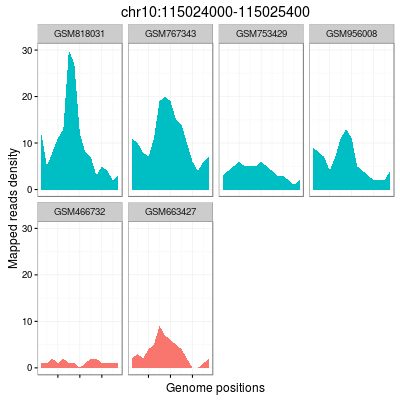 chr10:115024000-115025400
GSM818031 GSM767343 GSM753429 GSM956008
30
20
10
0
GSM466732 GSM663427
30
20
10
0
Mapped reads density
Genome positions